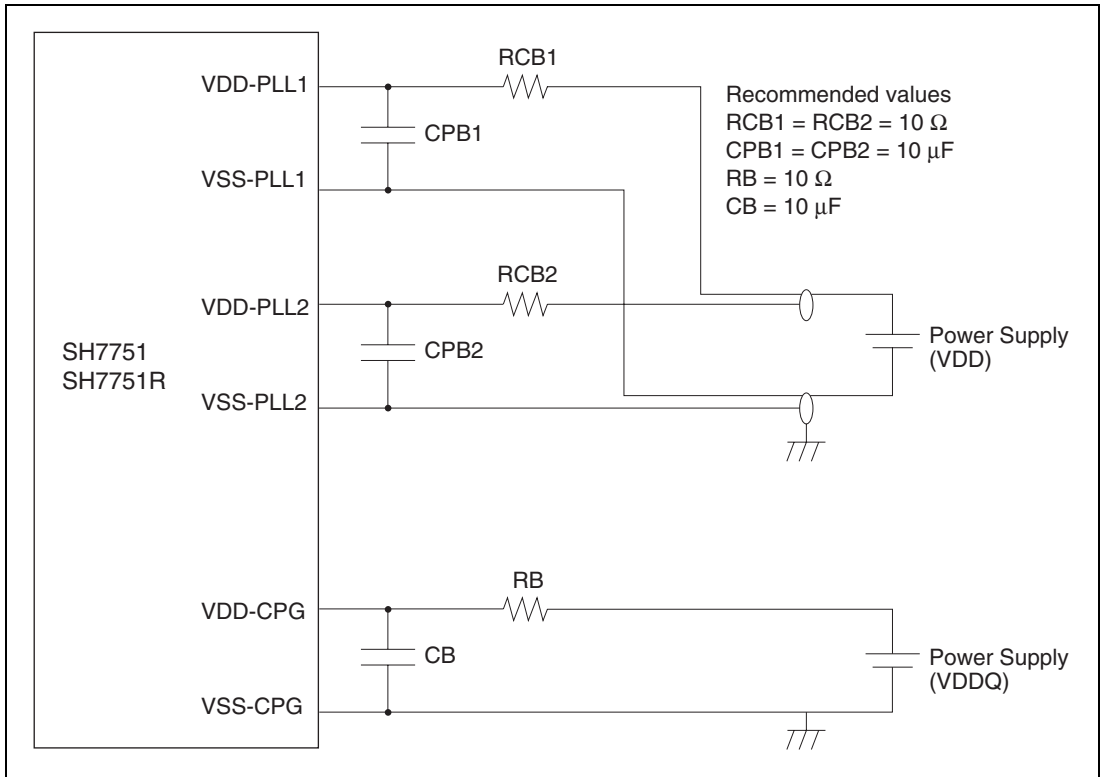 RCB1
VDD-PLL1
CPB1
VSS-PLL1
Recommended values
RCB1 = RCB2 = 10 Ω
CPB1 = CPB2 = 10 μF
RB = 10 Ω
CB = 10 μF
RCB2
VDD-PLL2
CPB2
VSS-PLL2
SH7751
SH7751R
Power Supply
(VDD)
RB
VDD-CPG
CB
VSS-CPG
Power Supply
(VDDQ)